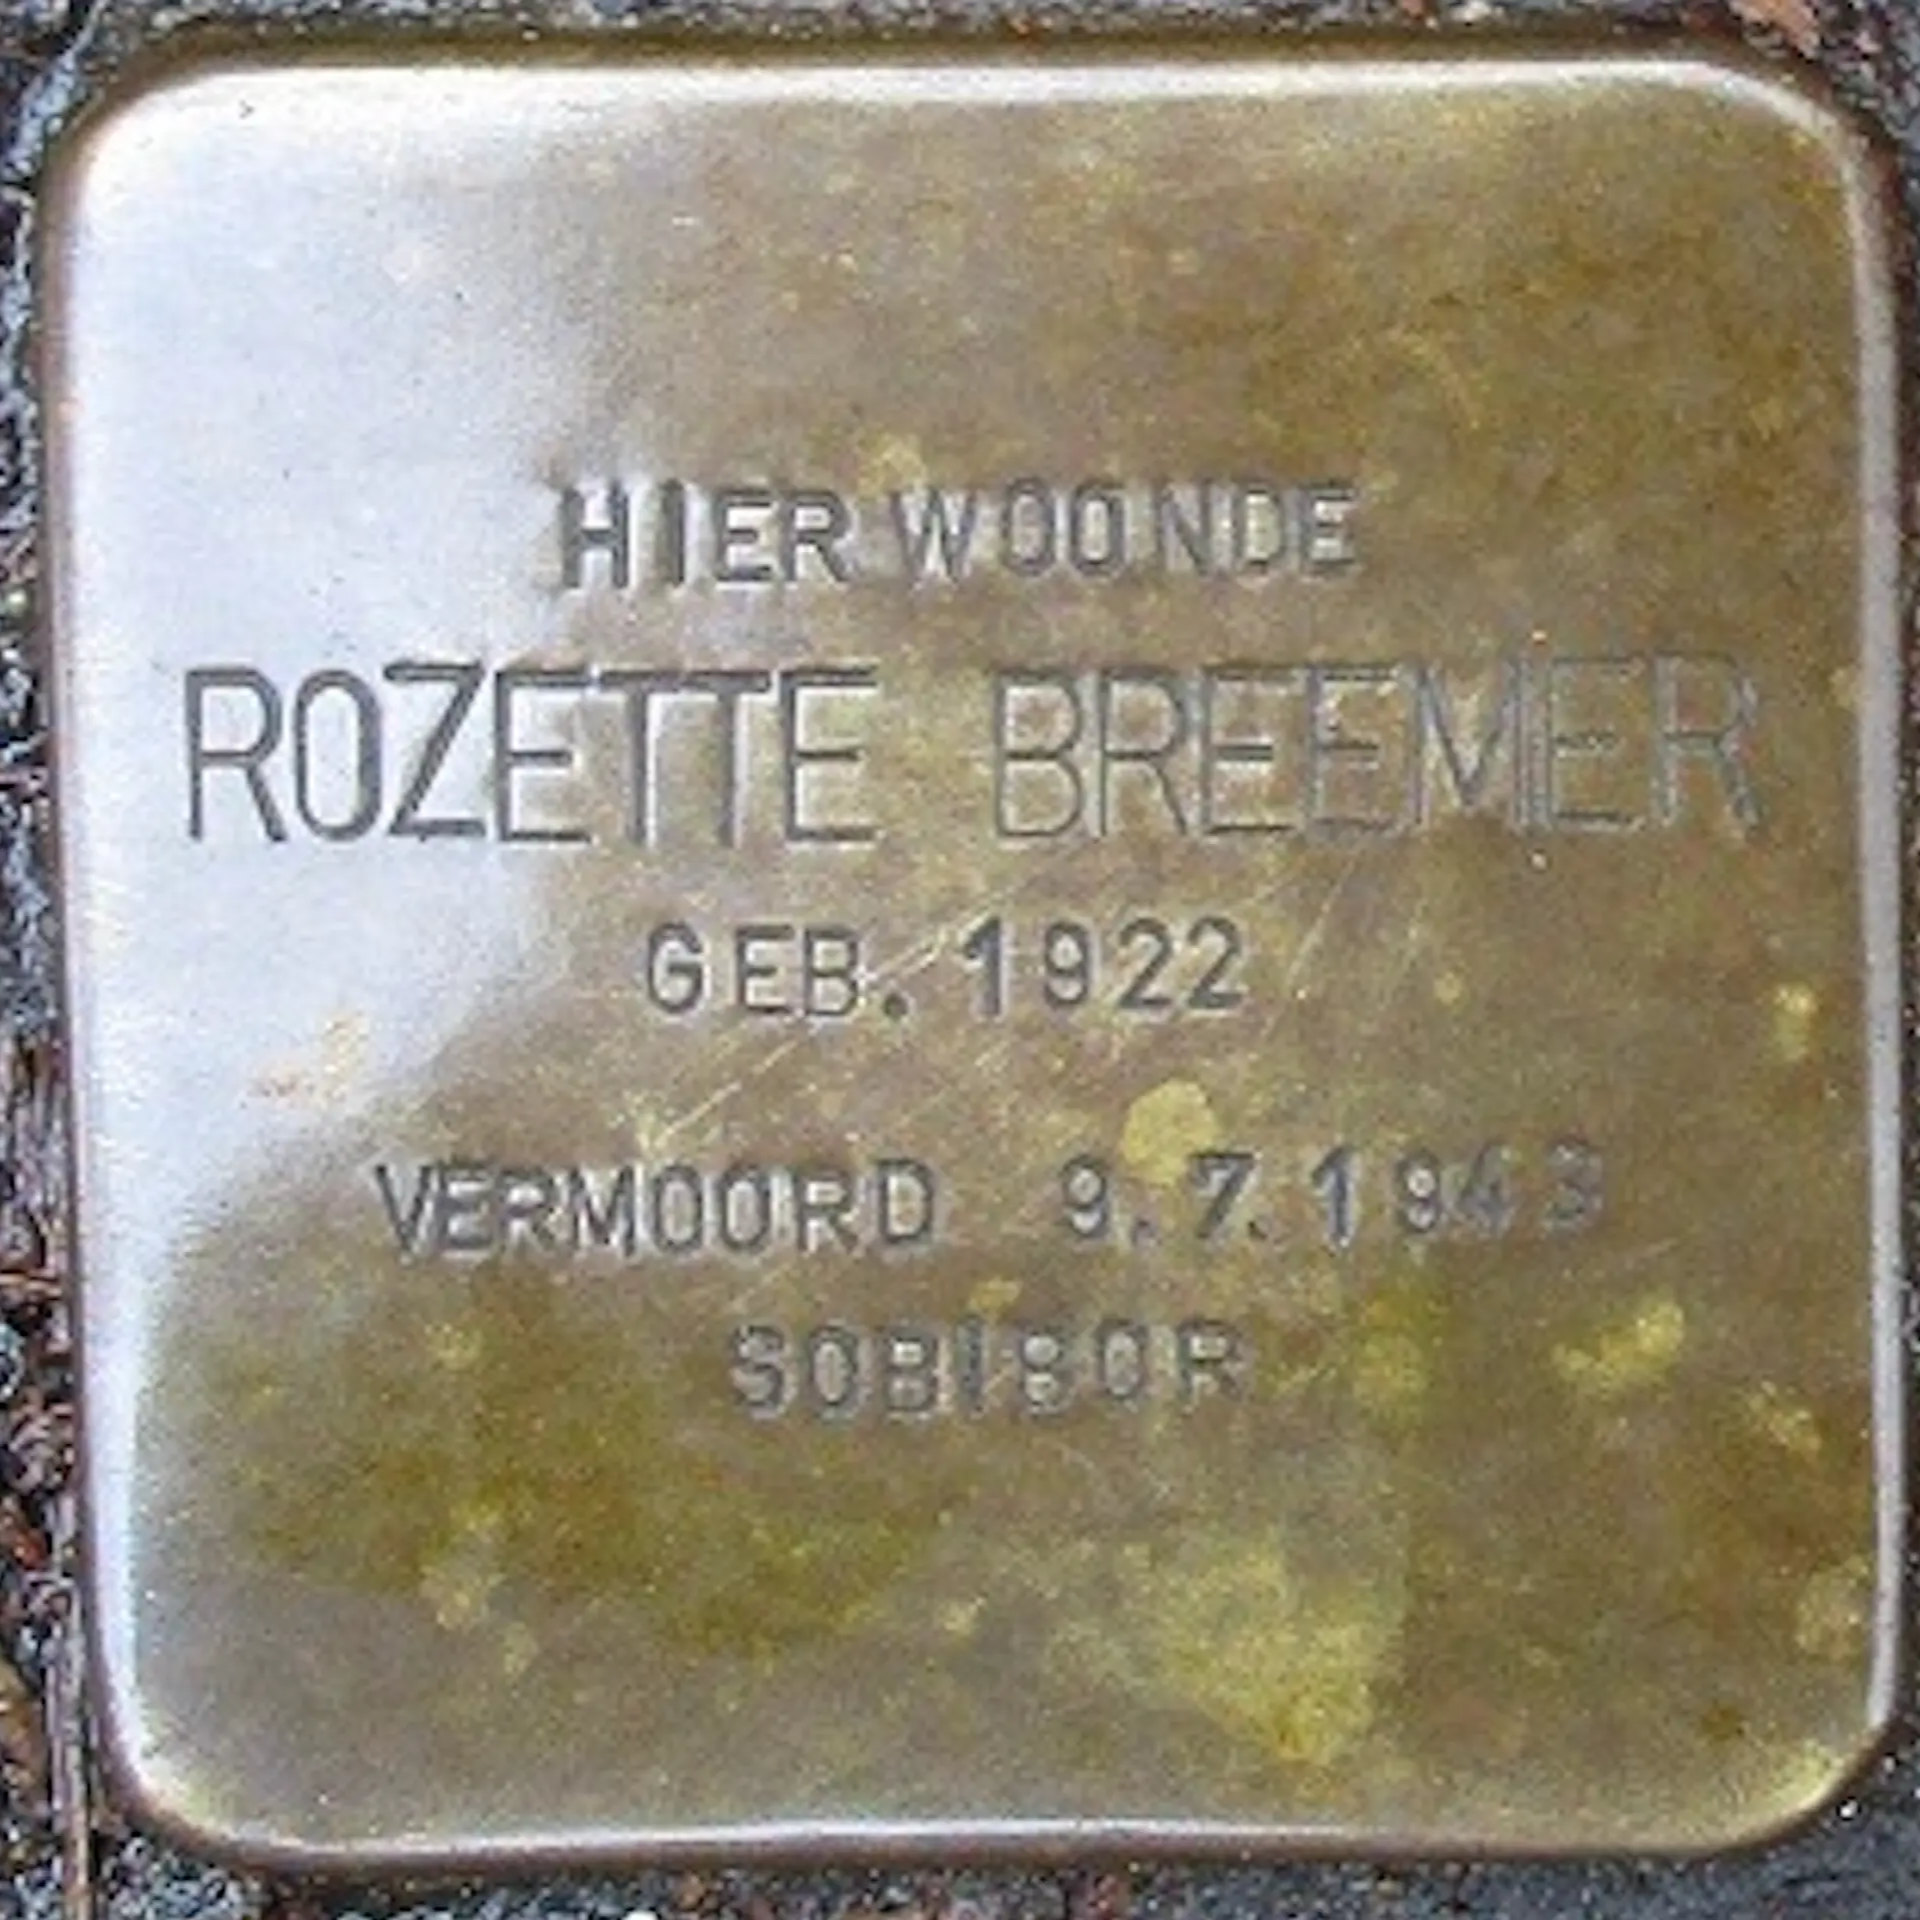 HIER WOONDE
ROZETTE BREEMER
GEB. 1922
VERMOORD 9.7.1943
SOBIBOR